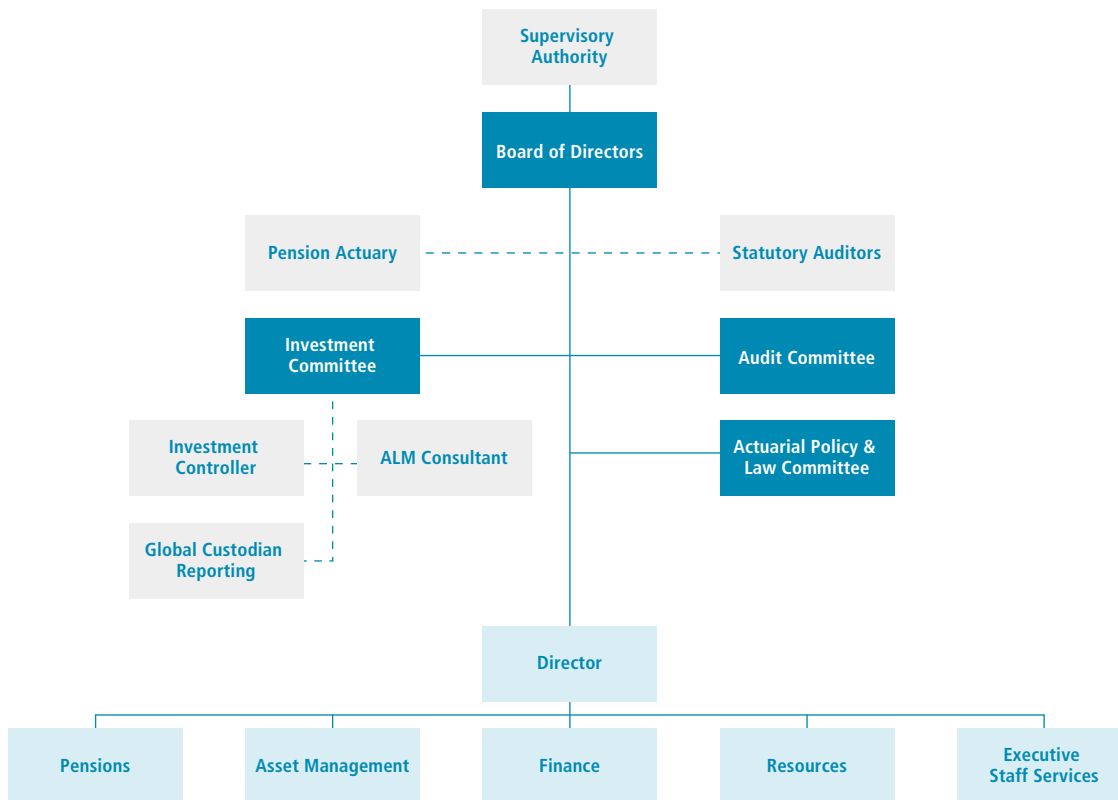 Supervisory
Authority
Board of Directors
Pension Actuary
Statutory Auditors
Investment
Committee
Audit Committee
Investment
Controller
ALM Consultant
Actuarial Policy &
Law Committee
Global Custodian
Reporting
Director
Pensions
Asset Management
Finance
Resources
Executive
Staff Services